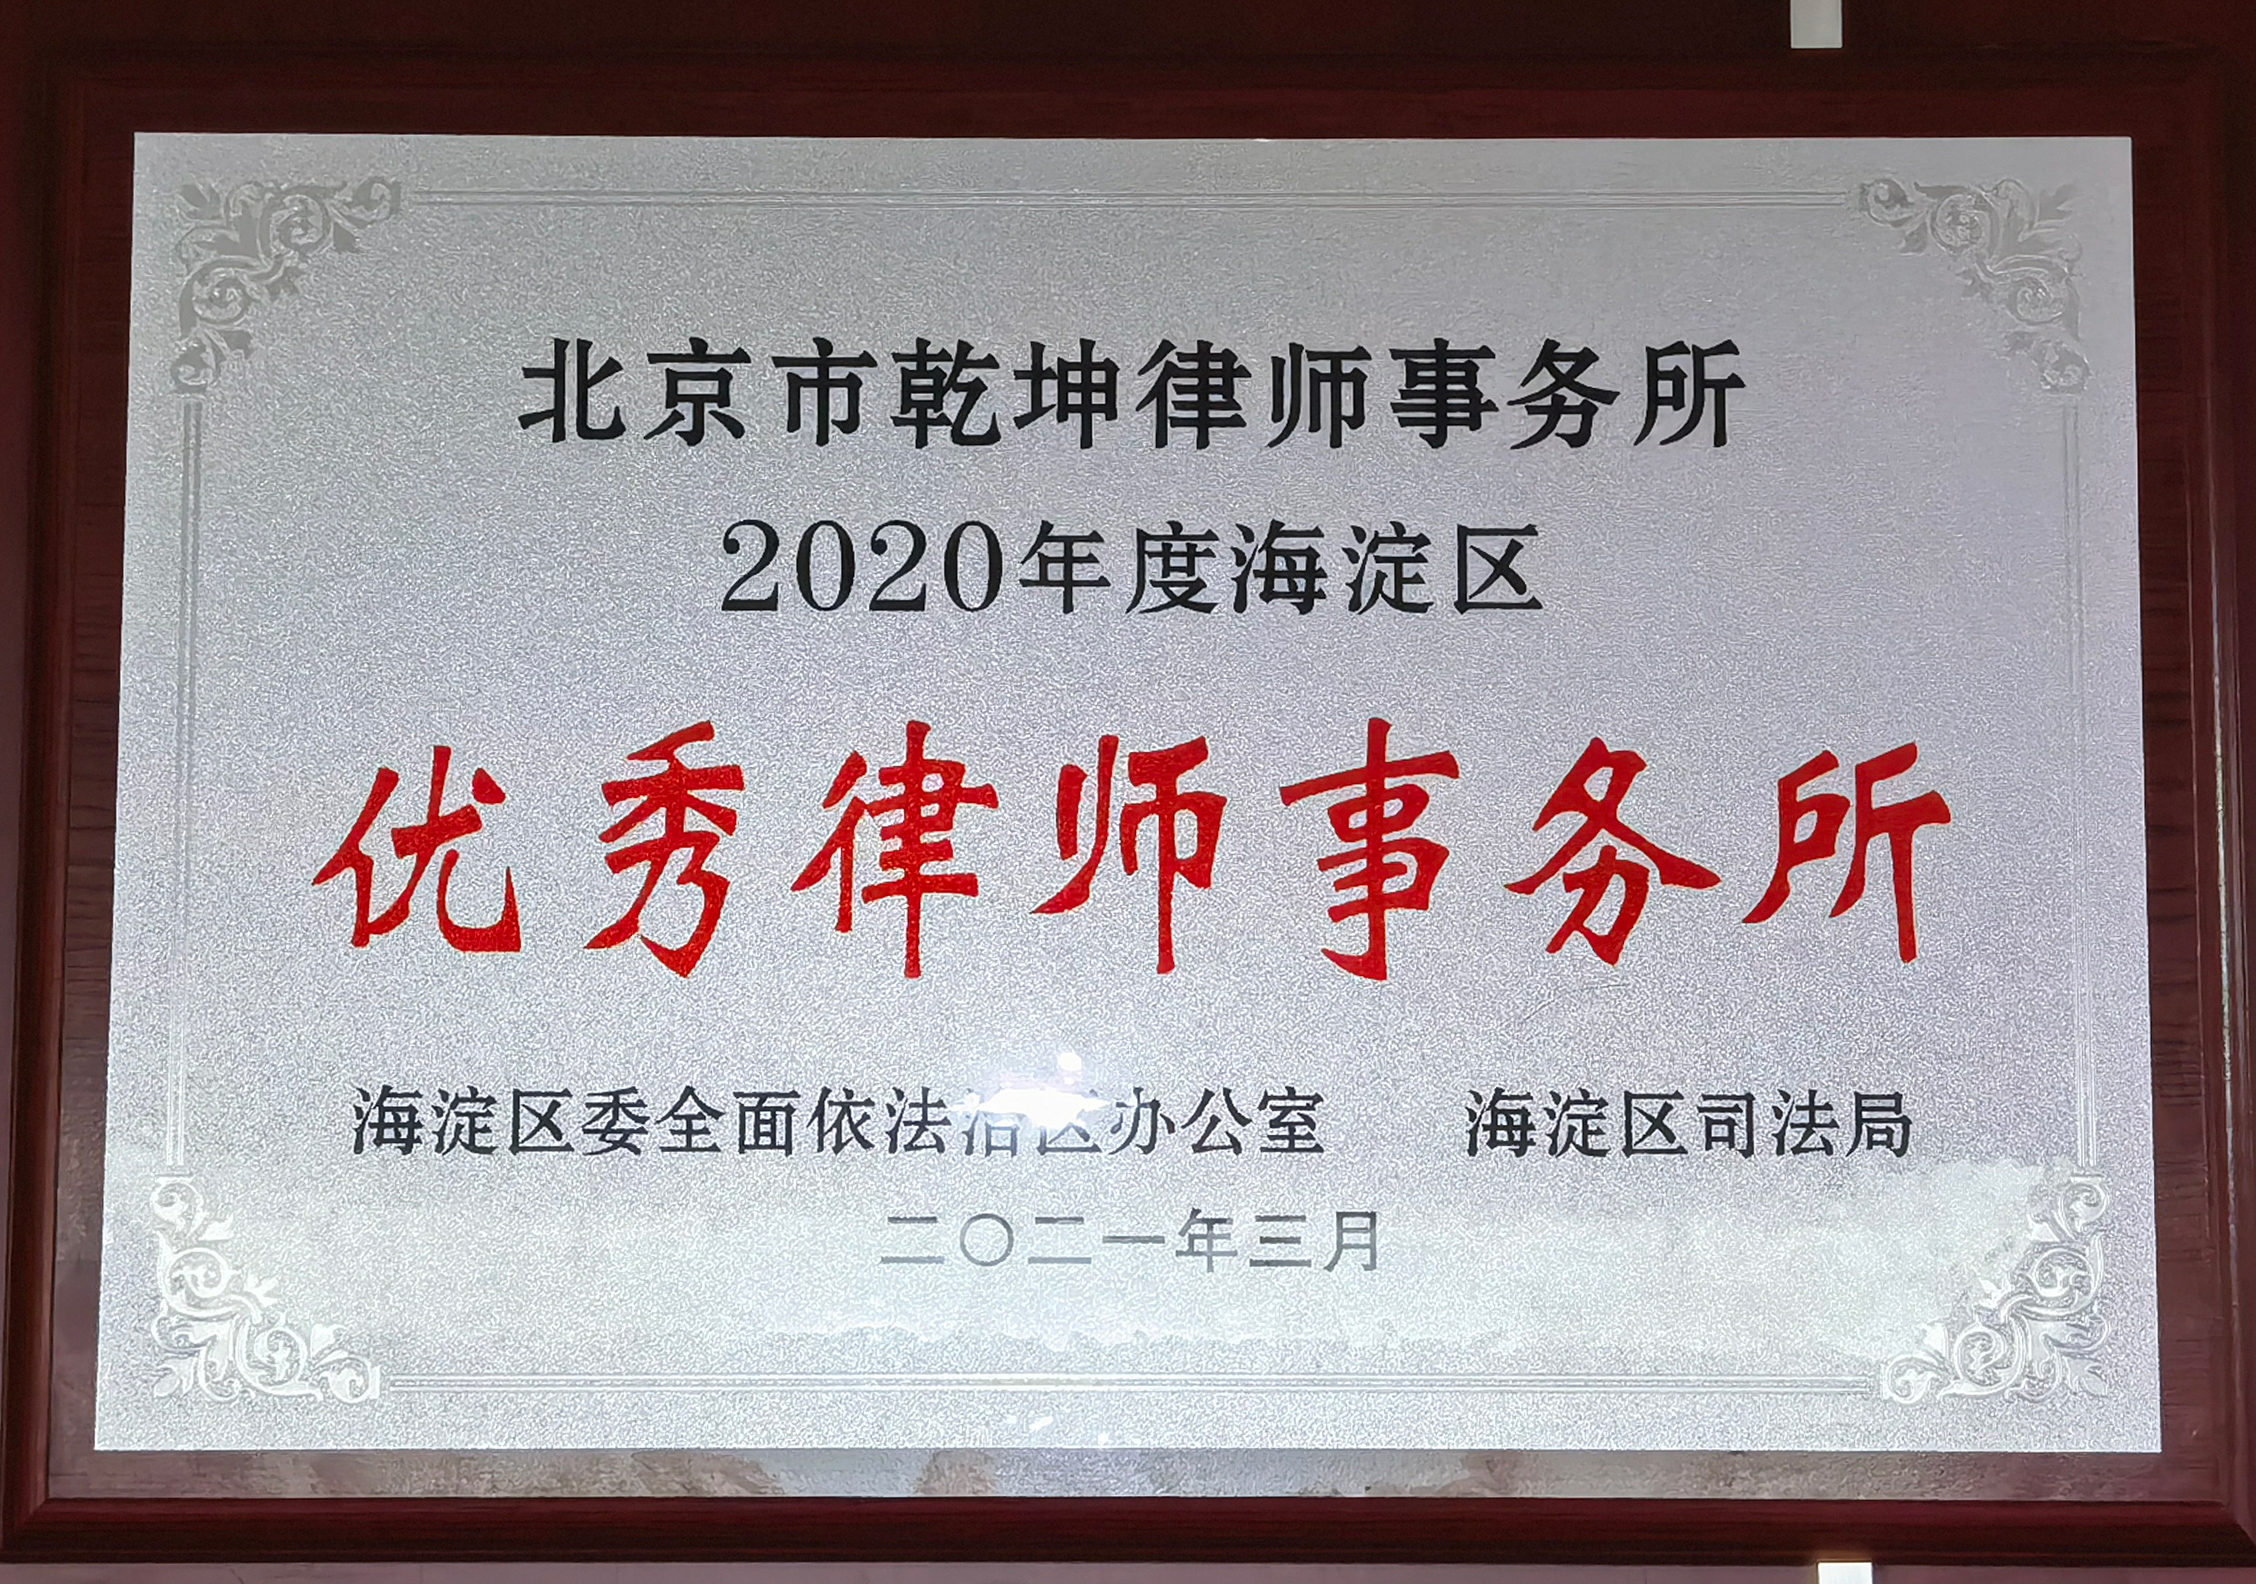 北京市乾坤律师事务所
2020年度海淀区
优秀律师事务所
海淀区委全面依法治区办公室 海淀区司法局
二〇二一年三月